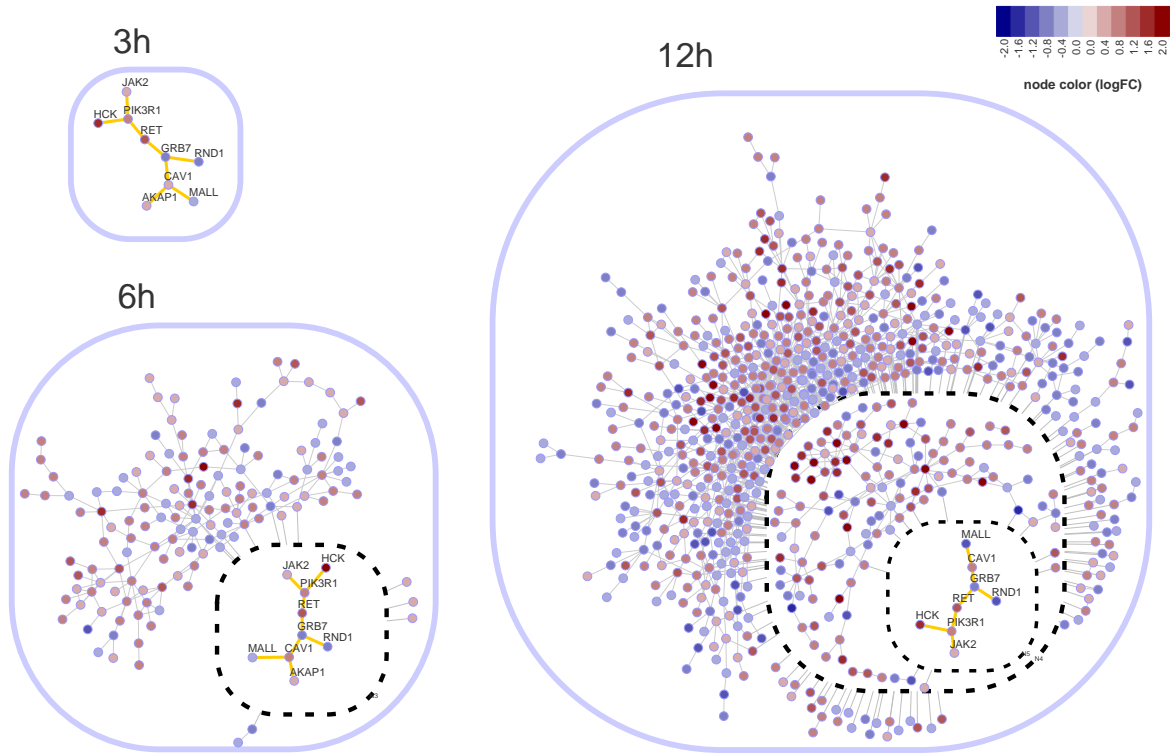 3h
JAK2
HCK PIK3R1
RET
GRB7
RND1
CAV1
AKAP1 MALL
6h
HCK
JAK2
PIK3R1
RET
GRB7
RND1
MALL CAV1
AKAP1
12h
MALL
CAV1
GRB7
RND1
RET
HCK
PIK3R1
JAK2
N5
N4
-2.0 -1.6 -1.2 -0.8 -0.4 0.0 0.0 0.4 0.8 1.2 1.6 2.0
node color (logFC)